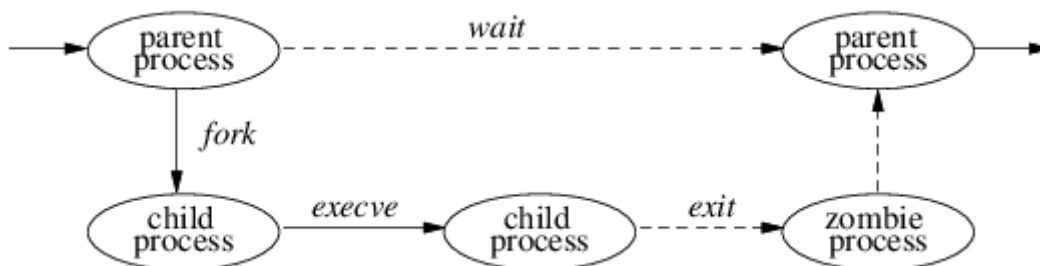 parent
process
wait
parent
process
fork
child
process
execve
child
process
exit
zombie
process